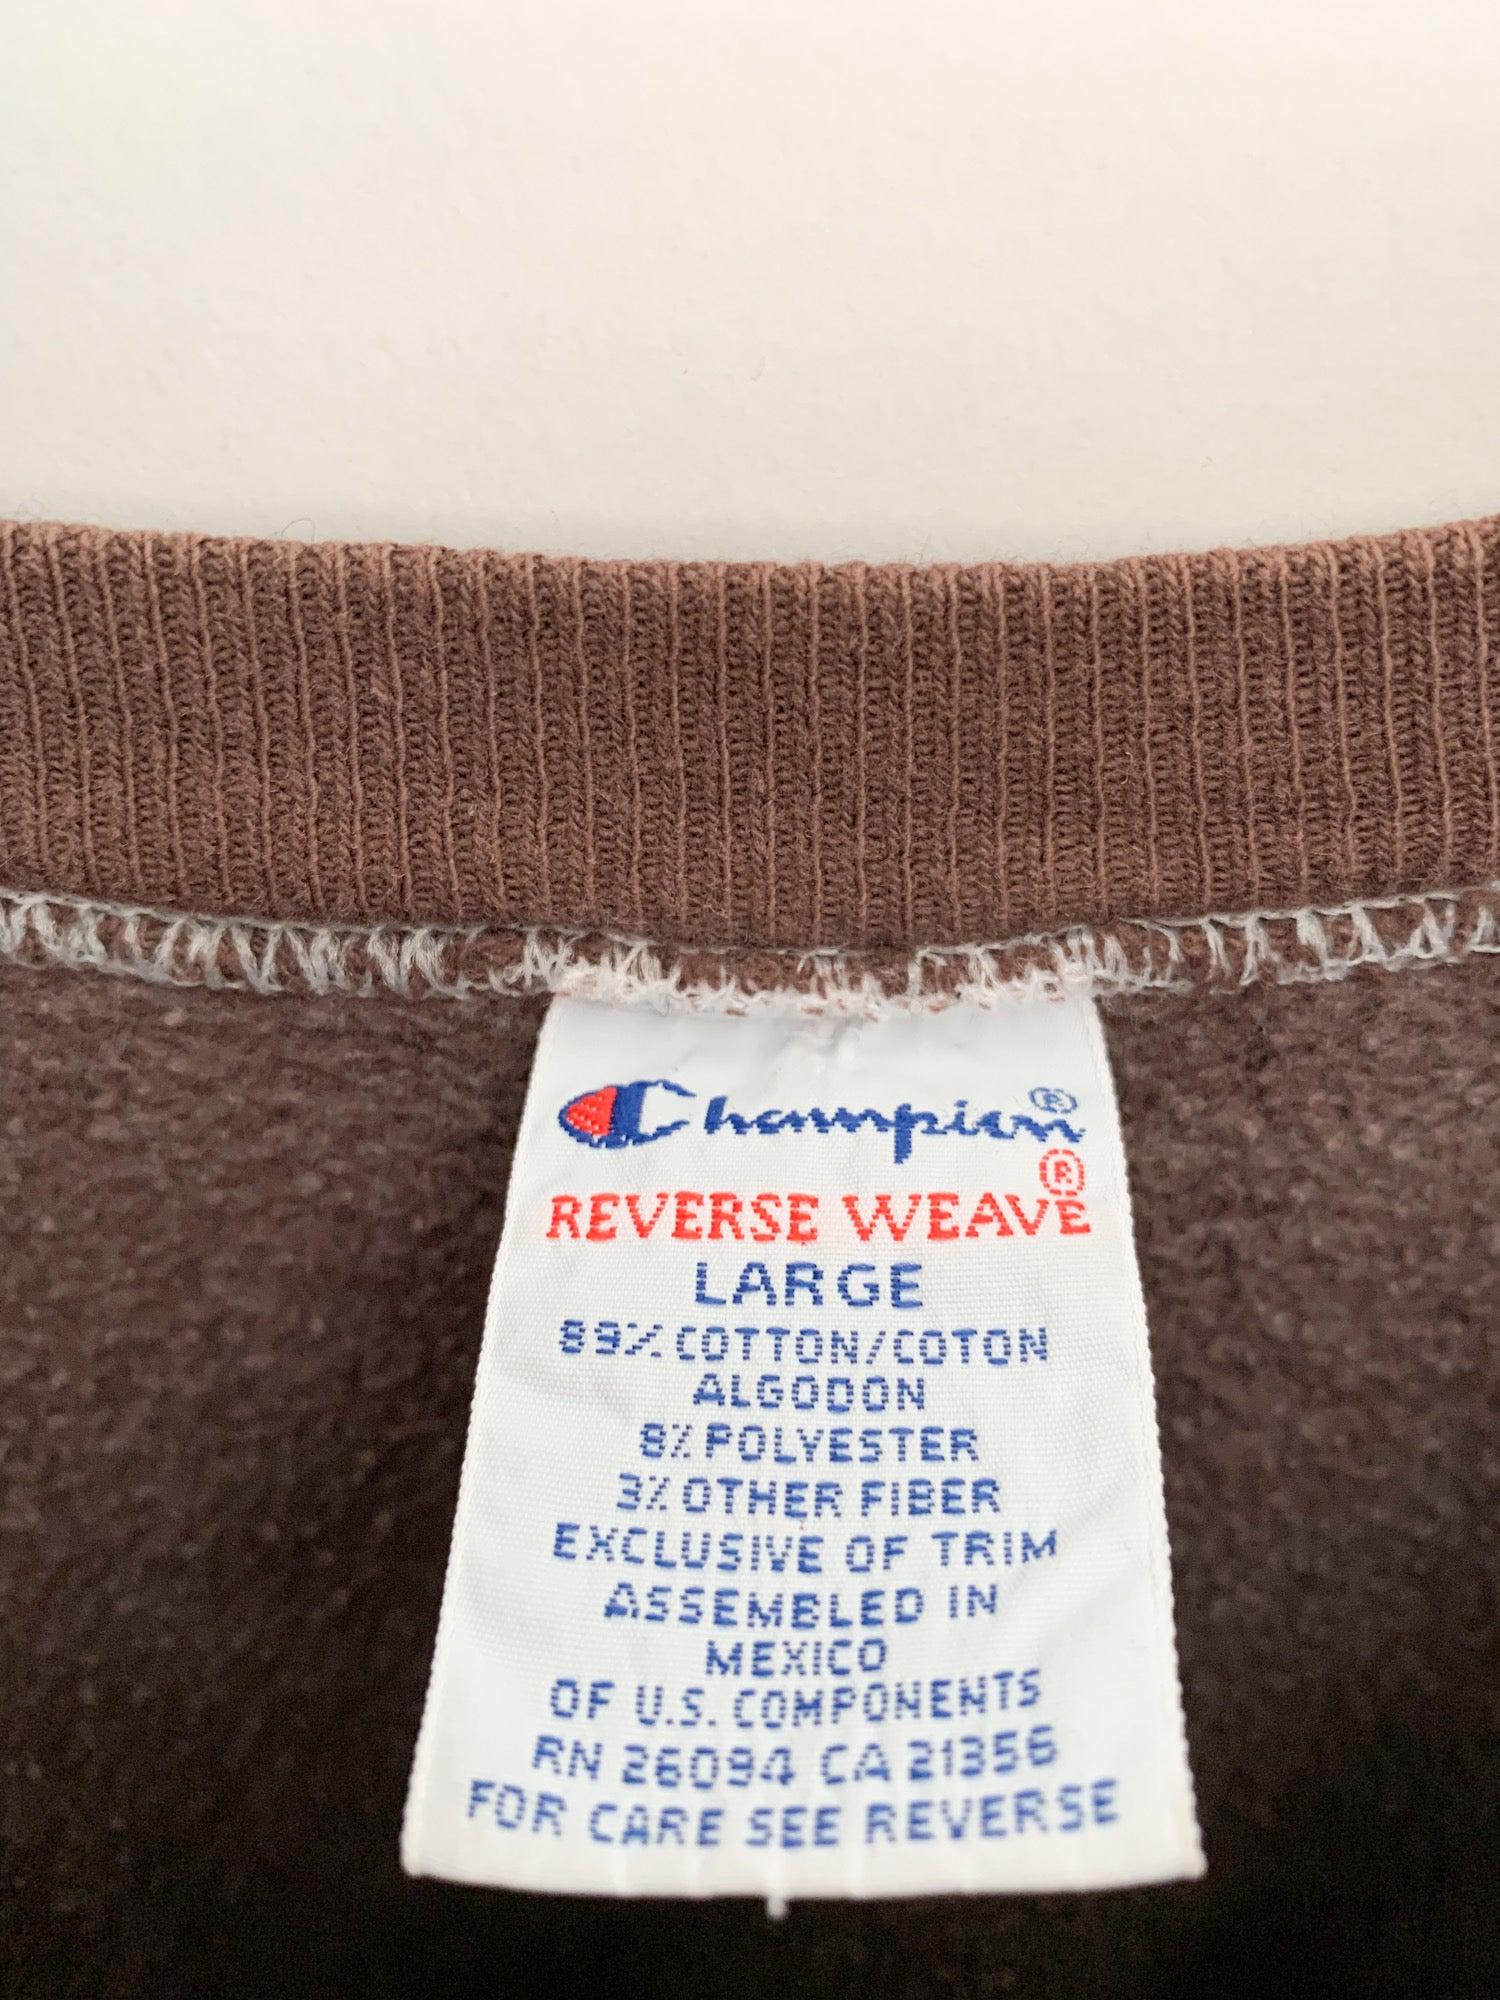 Champion®
REVERSE WEAVE®
LARGE
89% COTTON/COTON
ALGODON
8% POLYESTER
3% OTHER FIBER
EXCLUSIVE OF TRIM
ASSEMBLED IN
MEXICO
OF U.S. COMPONENTS
RN 26094 CA 21356
FOR CARE SEE REVERSE